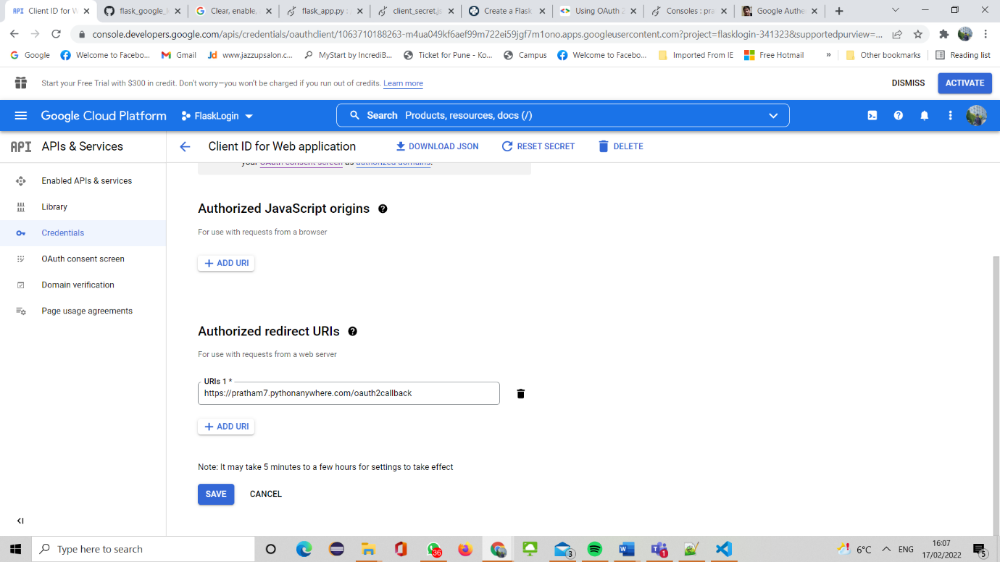 Client ID for W
flask_google_l
Clear, enable,
flask_app.py :
client_secret.js
Create a Flask
Using OAuth 2
Consoles : pra
Google Authe
console.developers.google.com/apis/credentials/oauthclient/1063710188263-m4ua049kf6a8f99m722ei59jgf7m1ono.apps.googleusercontent.com?project=flasklogin-341323&supportedpurview=...
Google
Welcome to Facebo...
Gmail
Jd www.jazzupsalon.c...
MyStart by IncrediB...
Ticket for Pune - Ko...
Campus
Welcome to Facebo...
Imported From IE
Free Hotmail
»
Other bookmarks
Reading list
Start your Free Trial with $300 in credit. Don't worry—you won't be charged if you run out of credits. Learn more
DISMISS
ACTIVATE
Google Cloud Platform
FlaskLogin
Search Products, resources, docs (/)
API APIs & Services
Client ID for Web application
DOWNLOAD JSON
RESET SECRET
DELETE
Enabled APIs & services
Library
Credentials
OAuth consent screen
Domain verification
Page usage agreements
your OAuth consent screen as authorized domains.
Authorized JavaScript origins
For use with requests from a browser
+ ADD URI
Authorized redirect URIs
For use with requests from a web server
URIs 1 *
https://pratham7.pythonanywhere.com/oauth2callback
+ ADD URI
Note: It may take 5 minutes to a few hours for settings to take effect
SAVE
CANCEL
Type here to search
36
3
1
6°C
ENG
16:07
17/02/2022
5